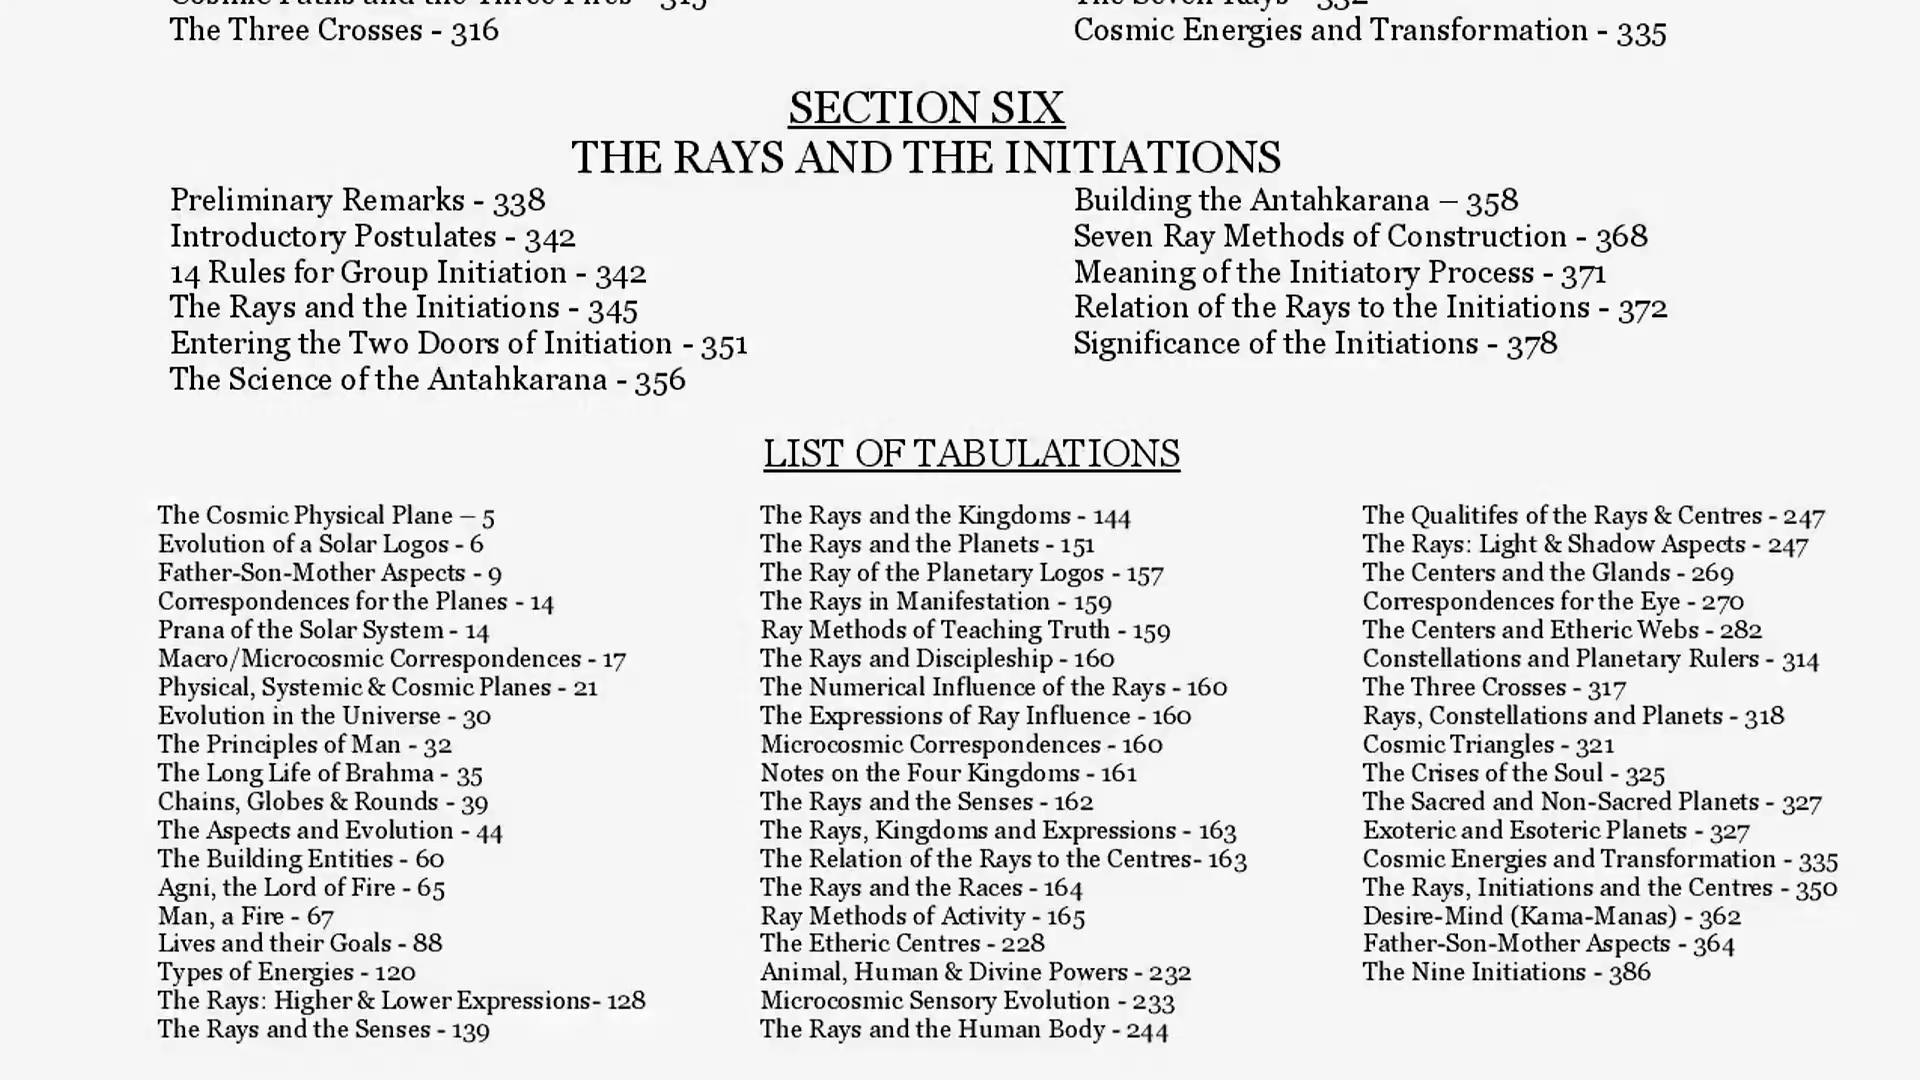 Cosmic Paths and the Three Fires - 315
The Three Crosses - 316
The Seven Rays - 332
Cosmic Energies and Transformation - 335
SECTION SIX
THE RAYS AND THE INITIATIONS
Preliminary Remarks - 338
Introductory Postulates - 342
14 Rules for Group Initiation - 342
The Rays and the Initiations - 345
Entering the Two Doors of Initiation - 351
The Science of the Antahkarana - 356
Building the Antahkarana – 358
Seven Ray Methods of Construction - 368
Meaning of the Initiatory Process - 371
Relation of the Rays to the Initiations - 372
Significance of the Initiations - 378
LIST OF TABULATIONS
The Cosmic Physical Plane – 5
Evolution of a Solar Logos - 6
Father-Son-Mother Aspects - 9
Correspondences for the Planes - 14
Prana of the Solar System - 14
Macro/Microcosmic Correspondences - 17
Physical, Systemic & Cosmic Planes - 21
Evolution in the Universe - 30
The Principles of Man - 32
The Long Life of Brahma - 35
Chains, Globes & Rounds - 39
The Aspects and Evolution - 44
The Building Entities - 60
Agni, the Lord of Fire - 65
Man, a Fire - 67
Lives and their Goals - 88
Types of Energies - 120
The Rays: Higher & Lower Expressions- 128
The Rays and the Senses - 139
The Rays and the Kingdoms - 144
The Rays and the Planets - 151
The Ray of the Planetary Logos - 157
The Rays in Manifestation - 159
Ray Methods of Teaching Truth - 159
The Rays and Discipleship - 160
The Numerical Influence of the Rays - 160
The Expressions of Ray Influence - 160
Microcosmic Correspondences - 160
Notes on the Four Kingdoms - 161
The Rays and the Senses - 162
The Rays, Kingdoms and Expressions - 163
The Relation of the Rays to the Centres- 163
The Rays and the Races - 164
Ray Methods of Activity - 165
The Etheric Centres - 228
Animal, Human & Divine Powers - 232
Microcosmic Sensory Evolution - 233
The Rays and the Human Body - 244
The Qualitifes of the Rays & Centres - 247
The Rays: Light & Shadow Aspects - 247
The Centers and the Glands - 269
Correspondences for the Eye - 270
The Centers and Etheric Webs - 282
Constellations and Planetary Rulers - 314
The Three Crosses - 317
Rays, Constellations and Planets - 318
Cosmic Triangles - 321
The Crises of the Soul - 325
The Sacred and Non-Sacred Planets - 327
Exoteric and Esoteric Planets - 327
Cosmic Energies and Transformation - 335
The Rays, Initiations and the Centres - 350
Desire-Mind (Kama-Manas) - 362
Father-Son-Mother Aspects - 364
The Nine Initiations - 386